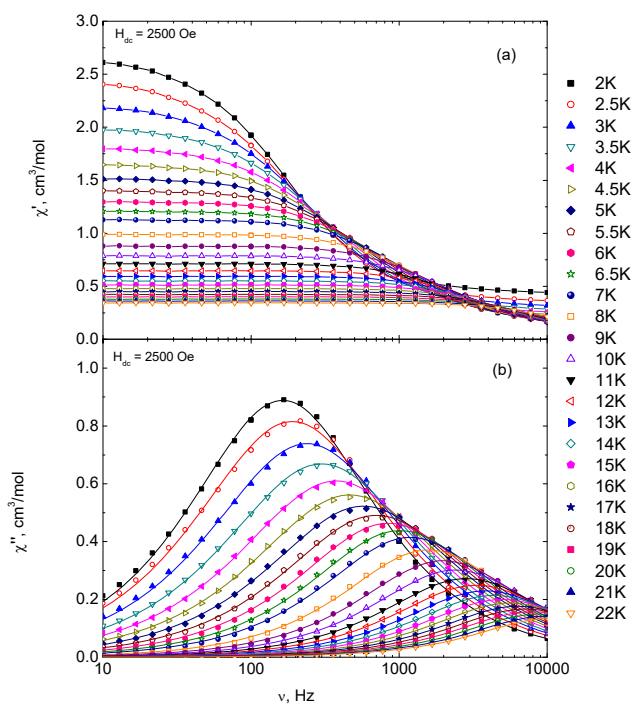 H_dc = 2500 Oe
(a)
χ', cm³/mol
3.0
2.5
2.0
1.5
1.0
0.5
0.0
H_dc = 2500 Oe
(b)
χ'', cm³/mol
1.0
0.8
0.6
0.4
0.2
0.0
10
100
1000
10000
ν, Hz
2K
2.5K
3K
3.5K
4K
4.5K
5K
5.5K
6K
6.5K
7K
8K
9K
10K
11K
12K
13K
14K
15K
16K
17K
18K
19K
20K
21K
22K